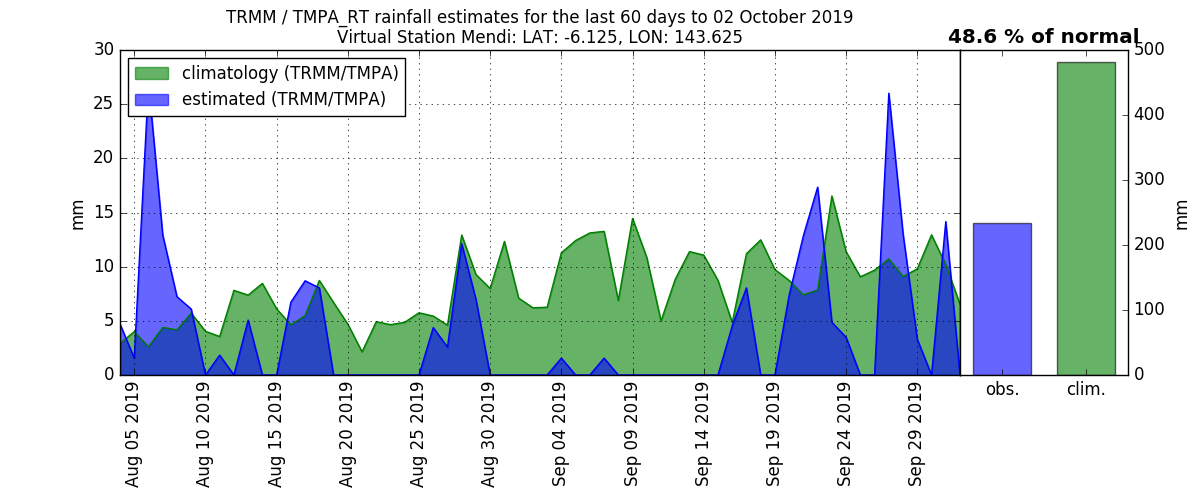 TRMM / TMPA_RT rainfall estimates for the last 60 days to 02 October 2019
Virtual Station Mendi: LAT: -6.125, LON: 143.625
48.6 % of normal
climatology (TRMM/TMPA)
estimated (TRMM/TMPA)
30
25
20
15
10
5
0
mm
Aug 05 2019
Aug 10 2019
Aug 15 2019
Aug 20 2019
Aug 25 2019
Aug 30 2019
Sep 04 2019
Sep 09 2019
Sep 14 2019
Sep 19 2019
Sep 24 2019
Sep 29 2019
500
400
300
200
100
0
mm
obs.
clim.